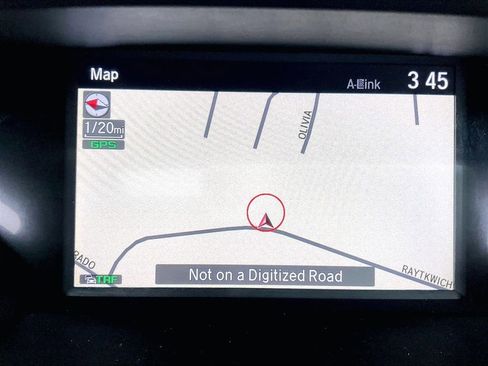 Map
A-Link
3 45
1/20mi
GPS
OLIVIA
RADO
TRF
Not on a Digitized Road
RAYTKWICH